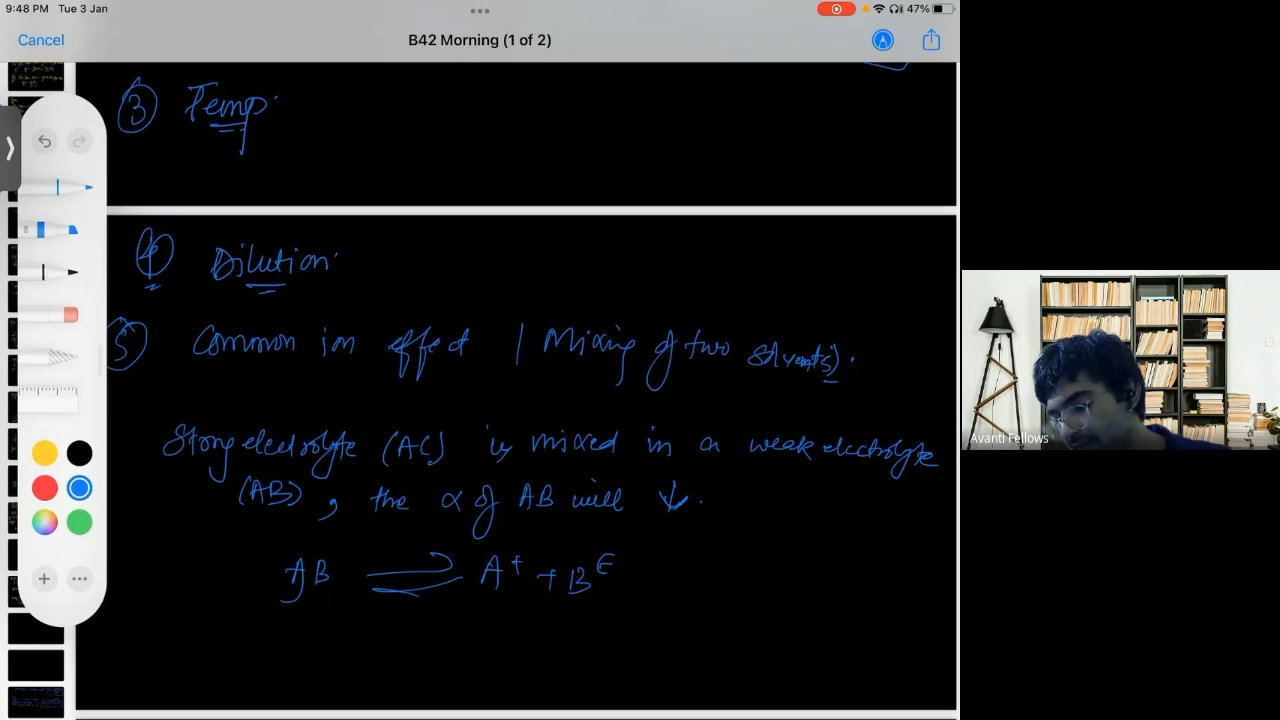 9:48 PM Tue 3 Jan
47%
Cancel
B42 Morning (1 of 2)
③ Temp.
④ Dilution.
⑤ Common ion effect / Mixing of two solvents).
Strong electrolyte (AC) is mixed in a weak electrolyte
(AB), the α of AB will ↓.
AB ⇌ A⁺ + B⁻
Avanti Fellows